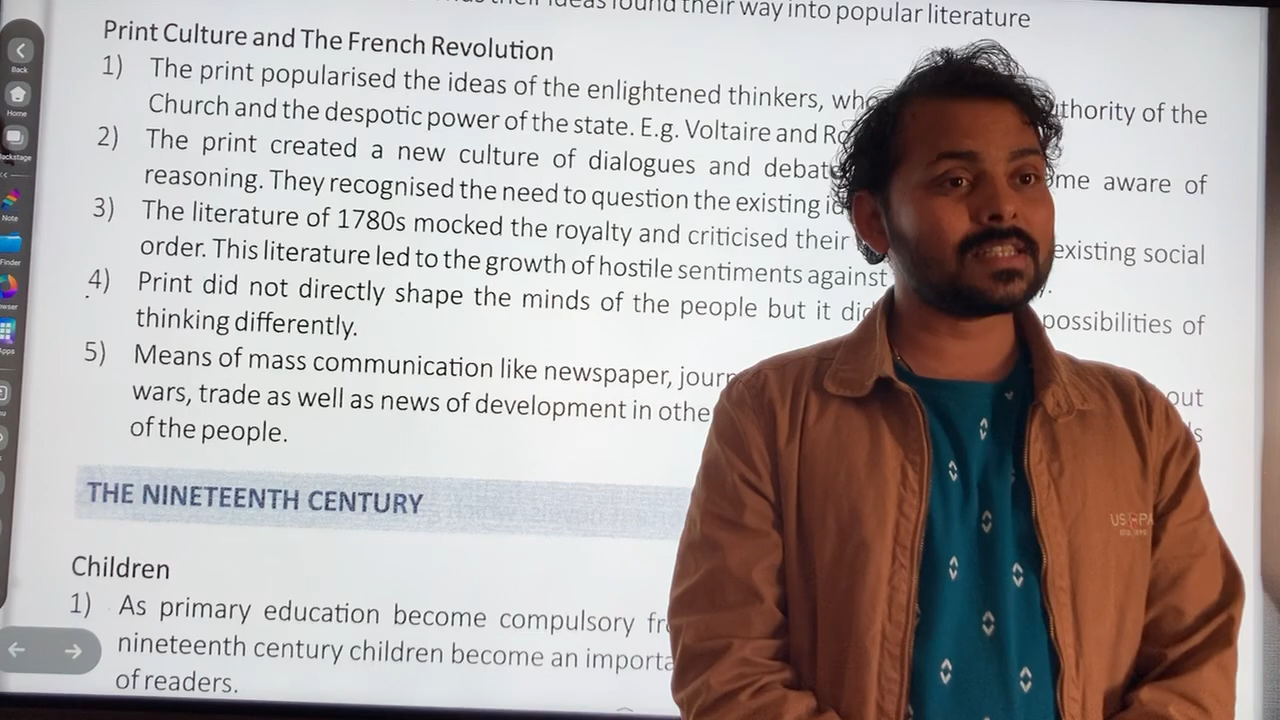 their ideas found their way into popular literature
Print Culture and The French Revolution
1) The print popularised the ideas of the enlightened thinkers, of the
Church and the despotic power of the state. E.g. Voltaire and
2) The print created a new culture of dialogues and aware of
reasoning. They recognised the need to question the existing
3) The literature of 1780s mocked the royalty and criticised their existing social
order. This literature led to the growth of hostile sentiments against
4) Print did not directly shape the minds of the people but it possibilities of
thinking differently.
5) Means of mass communication like newspaper,
wars, trade as well as news of development in
of the people.
THE NINETEENTH CENTURY
Children
1) As primary education become compulsory
nineteenth century children become an
of readers.
Back
Home
Note
Finder